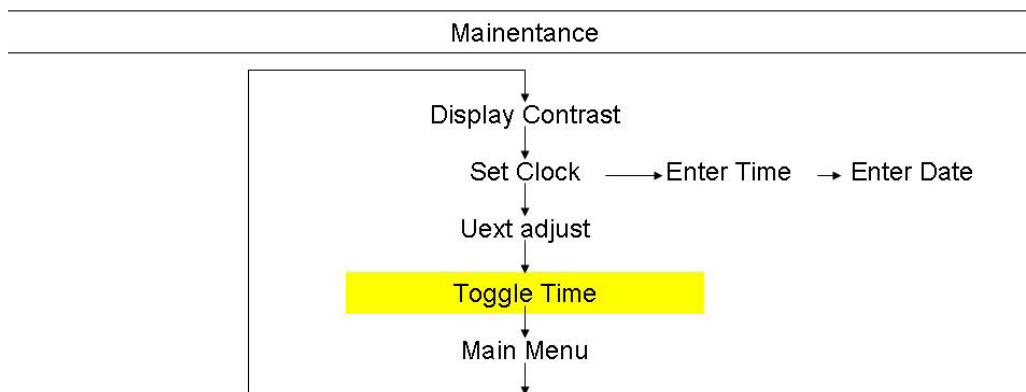 Mainentance
Display Contrast
Set Clock Enter Time Enter Date
Uext adjust
Toggle Time
Main Menu